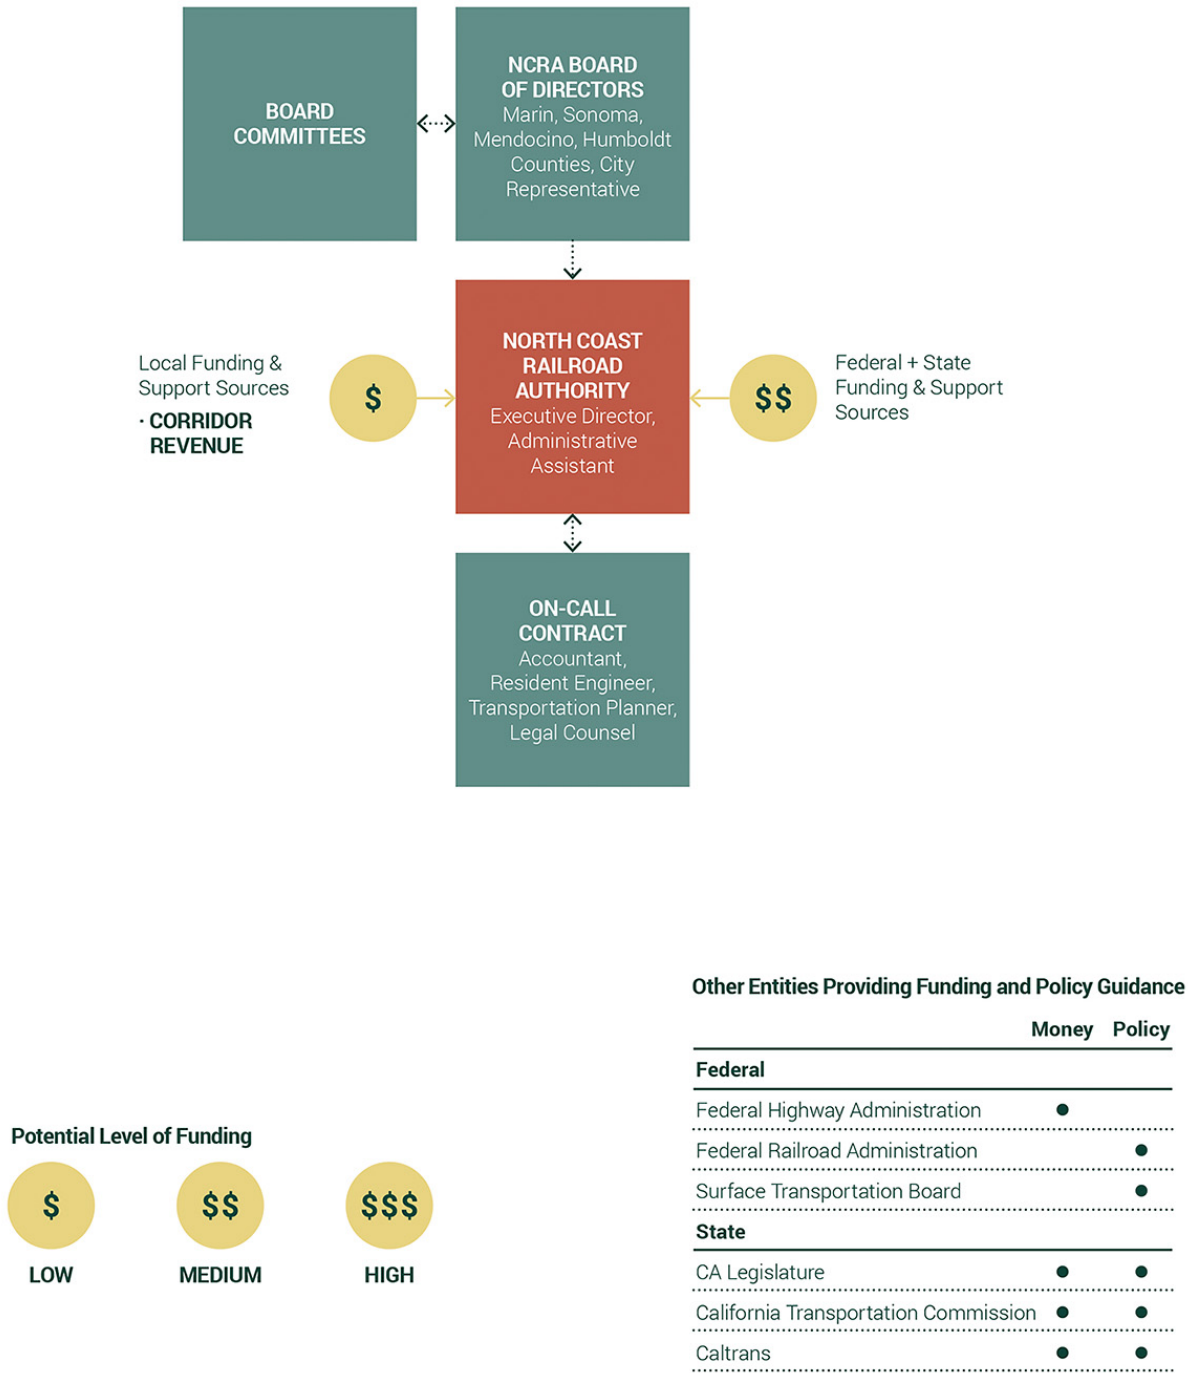 BOARD
COMMITTEES
NCRA BOARD
OF DIRECTORS
Marin, Sonoma,
Mendocino, Humboldt
Counties, City
Representative
Local Funding &
Support Sources
· CORRIDOR
REVENUE
$
NORTH COAST
RAILROAD
AUTHORITY
Executive Director,
Administrative
Assistant
$$
Federal + State
Funding & Support
Sources
ON-CALL
CONTRACT
Accountant,
Resident Engineer,
Transportation Planner,
Legal Counsel
Potential Level of Funding
$
LOW
$$
MEDIUM
$$$
HIGH
Other Entities Providing Funding and Policy Guidance
Money Policy
Federal
Federal Highway Administration ●
Federal Railroad Administration ●
Surface Transportation Board ●
State
CA Legislature ● ●
California Transportation Commission ● ●
Caltrans ● ●